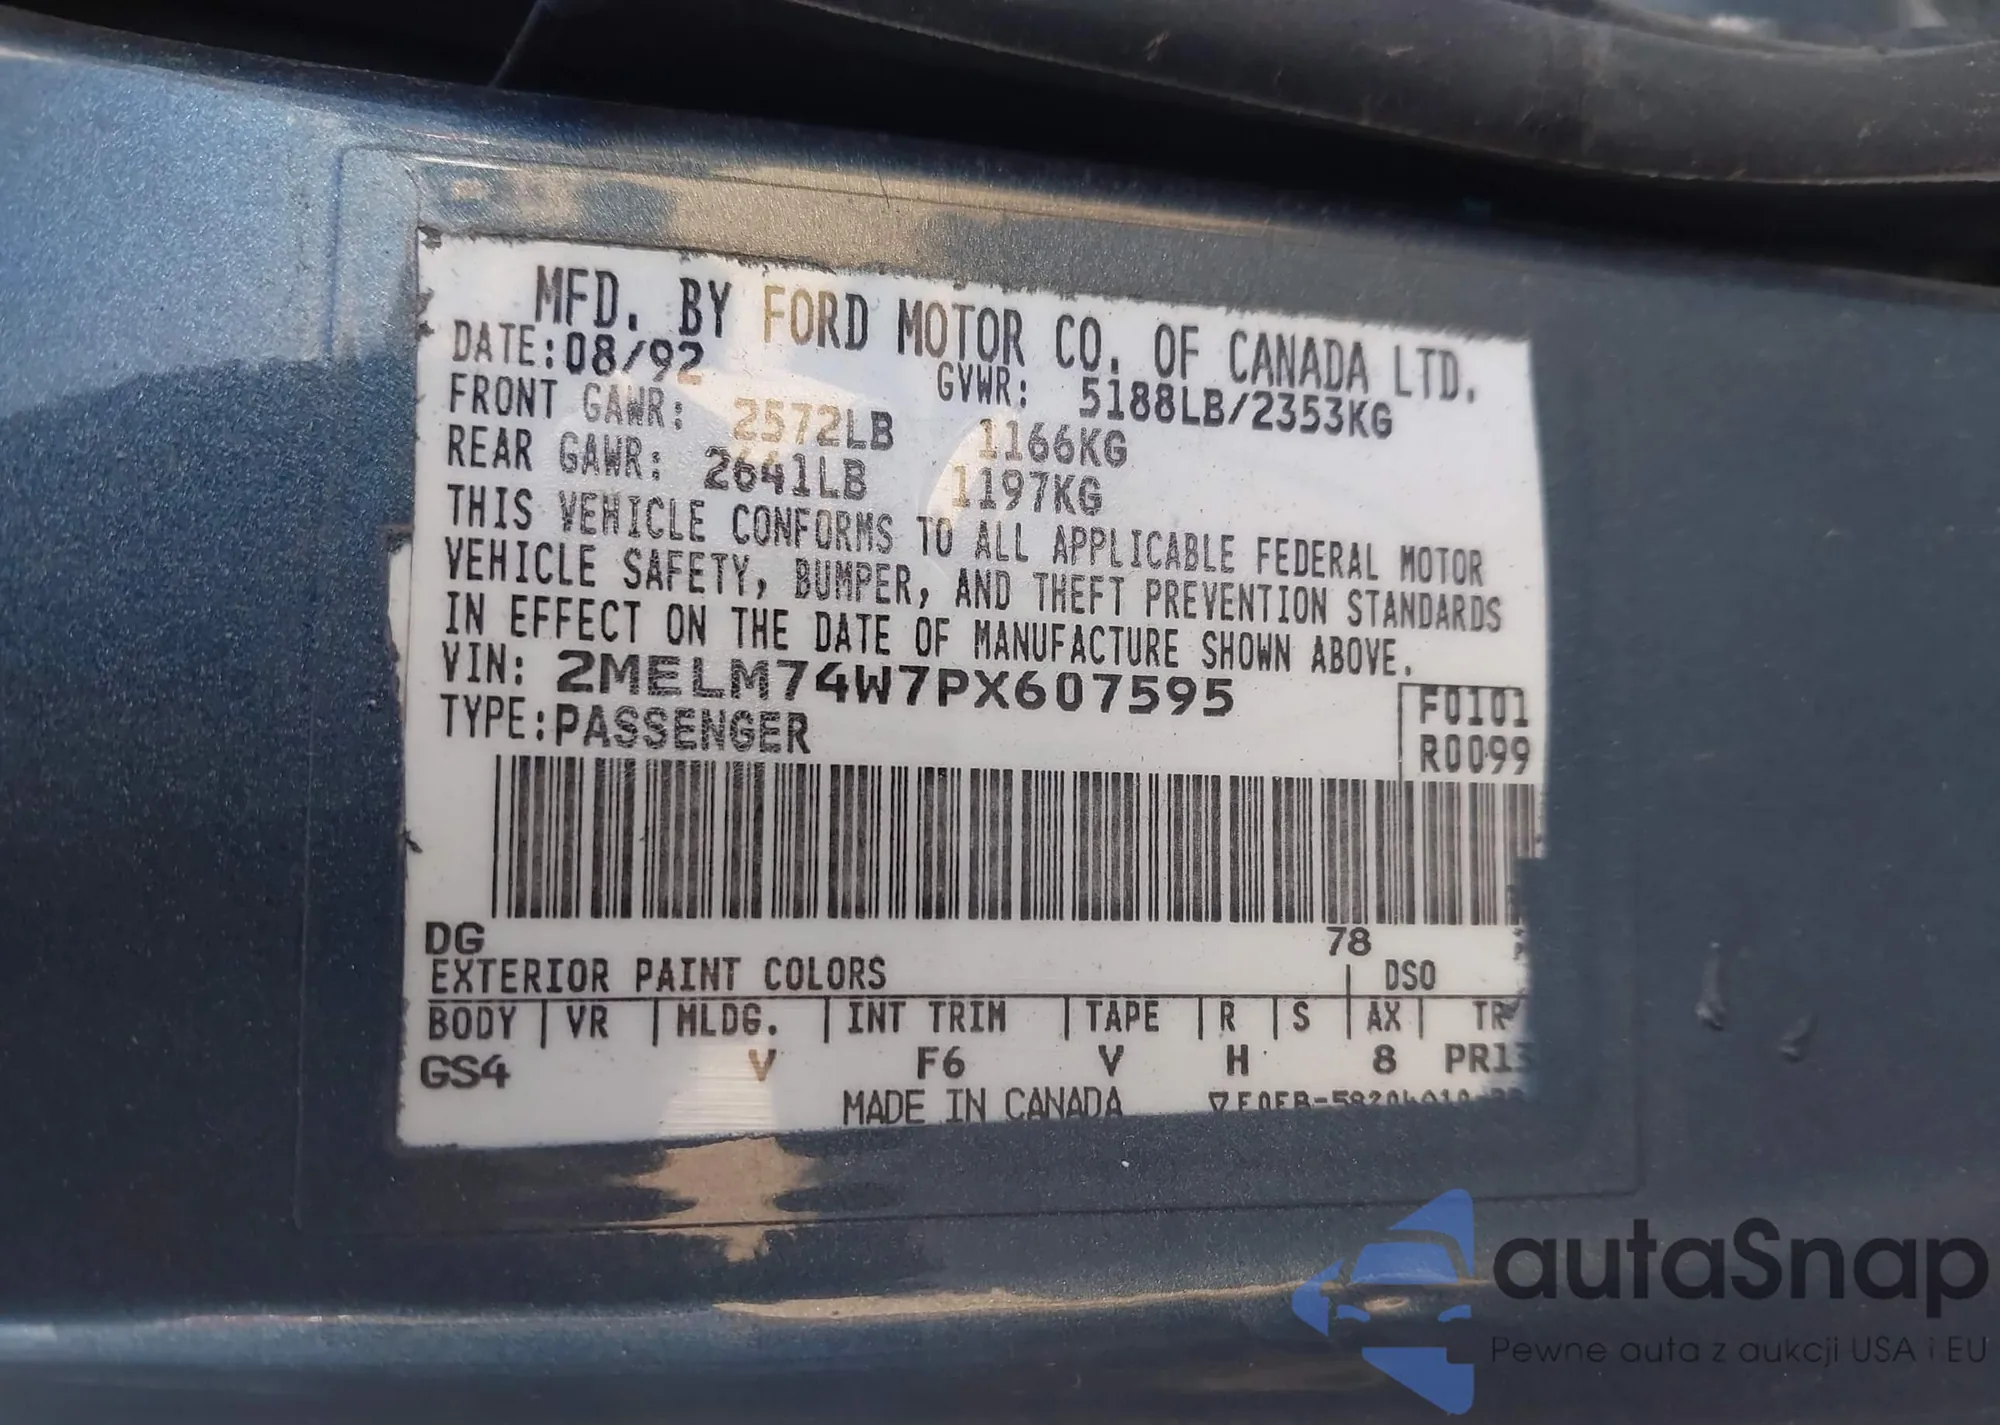 MFD. BY FORD MOTOR CO. OF CANADA LTD.
DATE:08/92 GVWR: 5188LB/2353KG
FRONT GAWR: 2572LB 1166KG
REAR GAWR: 2641LB 1197KG
THIS VEHICLE CONFORMS TO ALL APPLICABLE FEDERAL MOTOR
VEHICLE SAFETY, BUMPER, AND THEFT PREVENTION STANDARDS
IN EFFECT ON THE DATE OF MANUFACTURE SHOWN ABOVE.
VIN: 2MELM74W7PX607595
TYPE:PASSENGER
F0101
R0099
DG 78
EXTERIOR PAINT COLORS DSO
BODY VR MLDG. INT TRIM TAPE R S AX TR
GS4 V F6 V H 8 PR13
MADE IN CANADA
autaSnap
Pewne auta z aukcji USA i EU